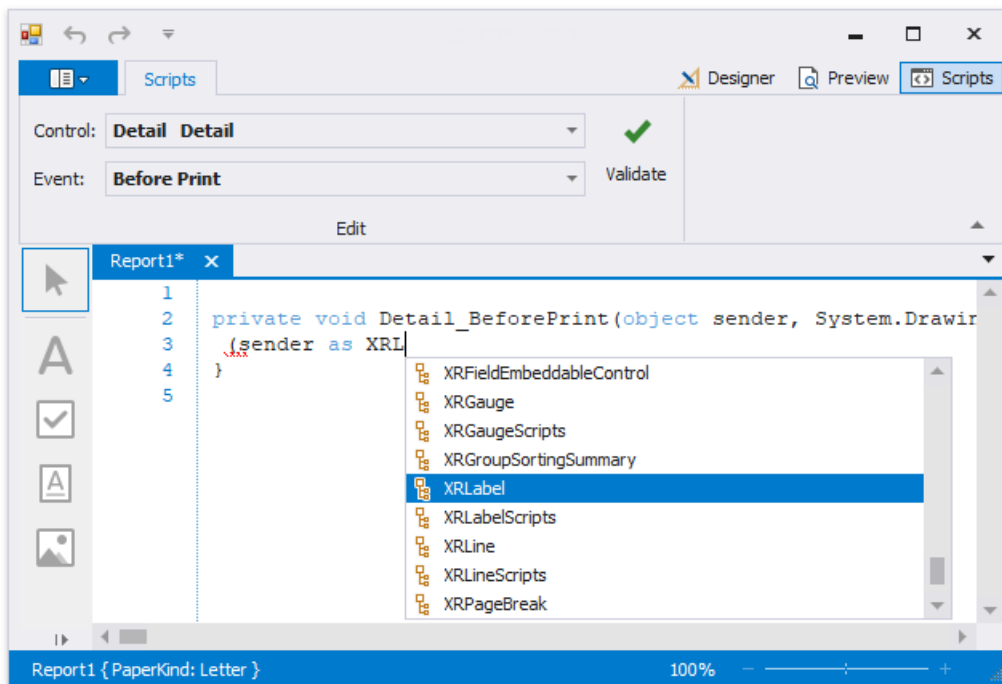 Scripts
Designer
Preview
Scripts
Control: Detail Detail
Event: Before Print
Validate
Edit
Report1*
1
2 private void Detail_BeforePrint(object sender, System.Drawin
3 (sender as XRL
4 }
5
XRFieldEmbeddableControl
XRGauge
XRGaugeScripts
XRGroupSortingSummary
XRLabel
XRLabelScripts
XRLine
XRLineScripts
XRPageBreak
Report1 { PaperKind: Letter } 100%